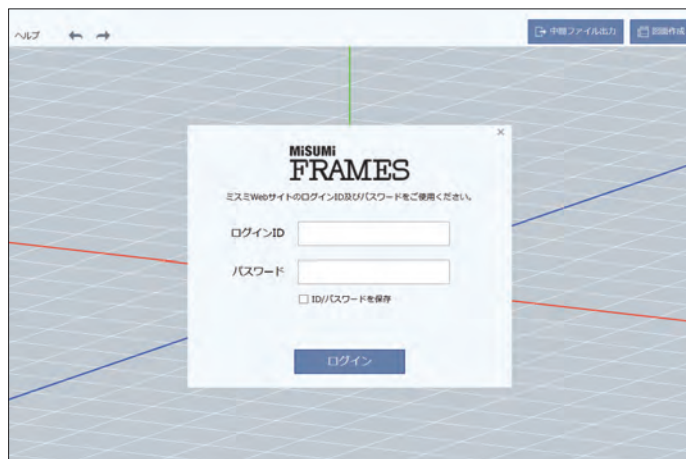 ヘルプ
中間ファイル出力
図面作成
×
MiSUMi
FRAMES
ミスミWebサイトのログインID及びパスワードをご使用ください。
ログインID
パスワード
ID/パスワードを保存
ログイン